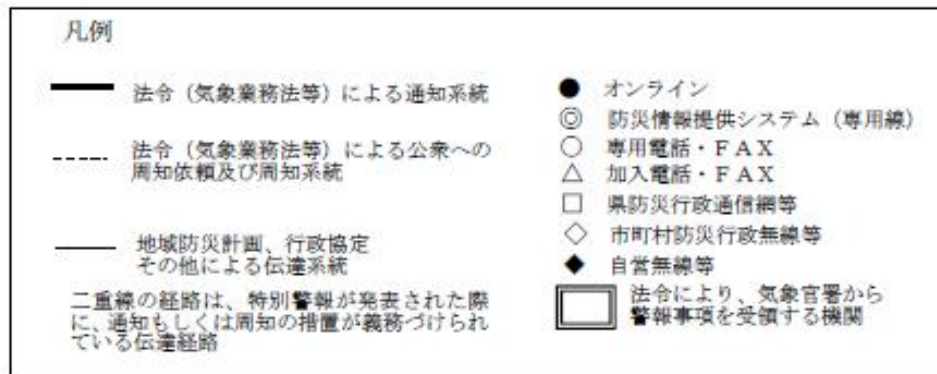 凡例
法令（気象業務法等）による通知系統
法令（気象業務法等）による公衆への
周知依頼及び周知系統
地域防災計画、行政協定
その他による伝達系統
二重線の経路は、特別警報が発表された際
に、通知もしくは周知の措置が義務づけられ
ている伝達経路
● オンライン
◎ 防災情報提供システム（専用線）
○ 専用電話・ＦＡＸ
△ 加入電話・ＦＡＸ
□ 県防災行政通信網等
◇ 市町村防災行政無線等
◆ 自営無線等
法令により、気象官署から
警報事項を受領する機関